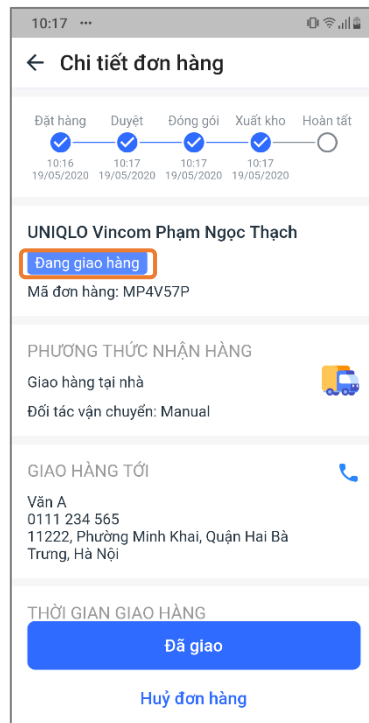 10:17 ···
Chi tiết đơn hàng
Đặt hàng Duyệt Đóng gói Xuất kho Hoàn tất
10:16 10:17 10:17 10:17
19/05/2020 19/05/2020 19/05/2020 19/05/2020
UNIQLO Vincom Phạm Ngọc Thạch
Đang giao hàng
Mã đơn hàng: MP4V57P
PHƯƠNG THỨC NHẬN HÀNG
Giao hàng tại nhà
Đối tác vận chuyển: Manual
GIAO HÀNG TỚI
Văn A
0111 234 565
11222, Phường Minh Khai, Quận Hai Bà
Trưng, Hà Nội
THỜI GIAN GIAO HÀNG
Đã giao
Huỷ đơn hàng